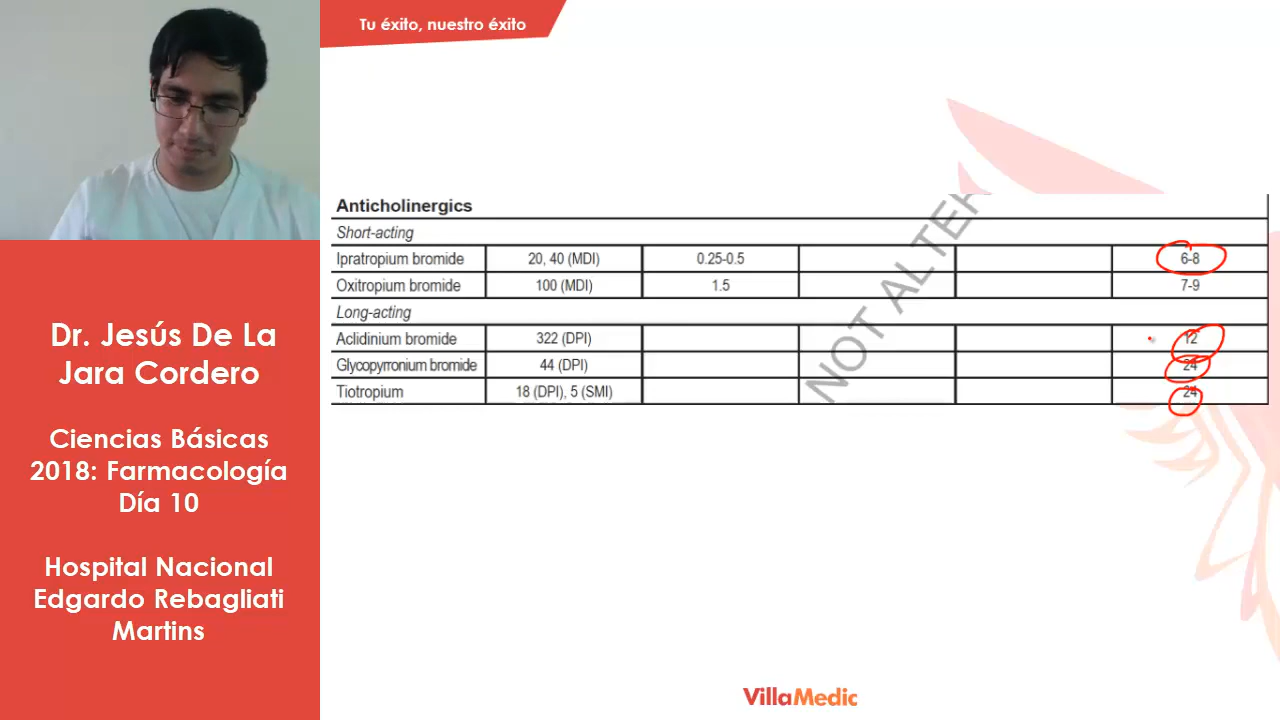 Tu éxito, nuestro éxito
Anticholinergics
Short-acting
Ipratropium bromide 20, 40 (MDI) 0.25-0.5 6-8
Oxitropium bromide 100 (MDI) 1.5 7-9
Long-acting
Aclidinium bromide 322 (DPI) 12
Glycopyrronium bromide 44 (DPI) 24
Tiotropium 18 (DPI), 5 (SMI) 24
NOT ALTER
Dr. Jesús De La
Jara Cordero
Ciencias Básicas
2018: Farmacología
Día 10
Hospital Nacional
Edgardo Rebagliati
Martins
VillaMedic